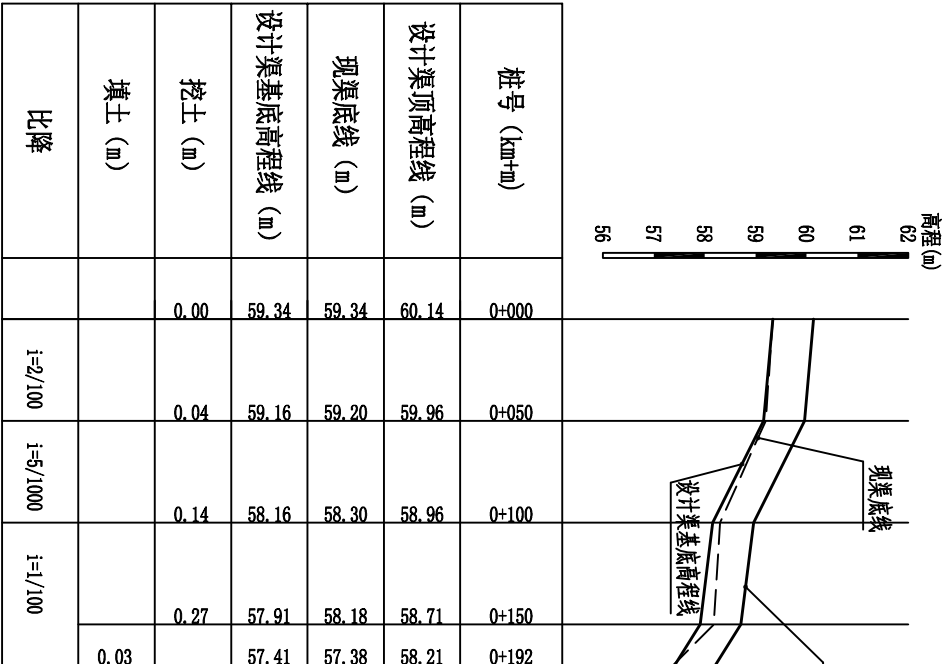 高程(m)
62
61
60
59
58
57
56
现渠底线
设计渠基底高程线
桩号 (km+m) 0+000 0+050 0+100 0+150 0+192
设计渠顶高程线 (m) 60.14 59.96 58.96 58.71 58.21
现渠底线 (m) 59.34 59.20 58.30 58.18 57.38
设计渠基底高程线 (m) 59.34 59.16 58.16 57.91 57.41
挖土 (m) 0.00 0.04 0.14 0.27
填土 (m) 0.03
比降 i=2/100 i=5/1000 i=1/100